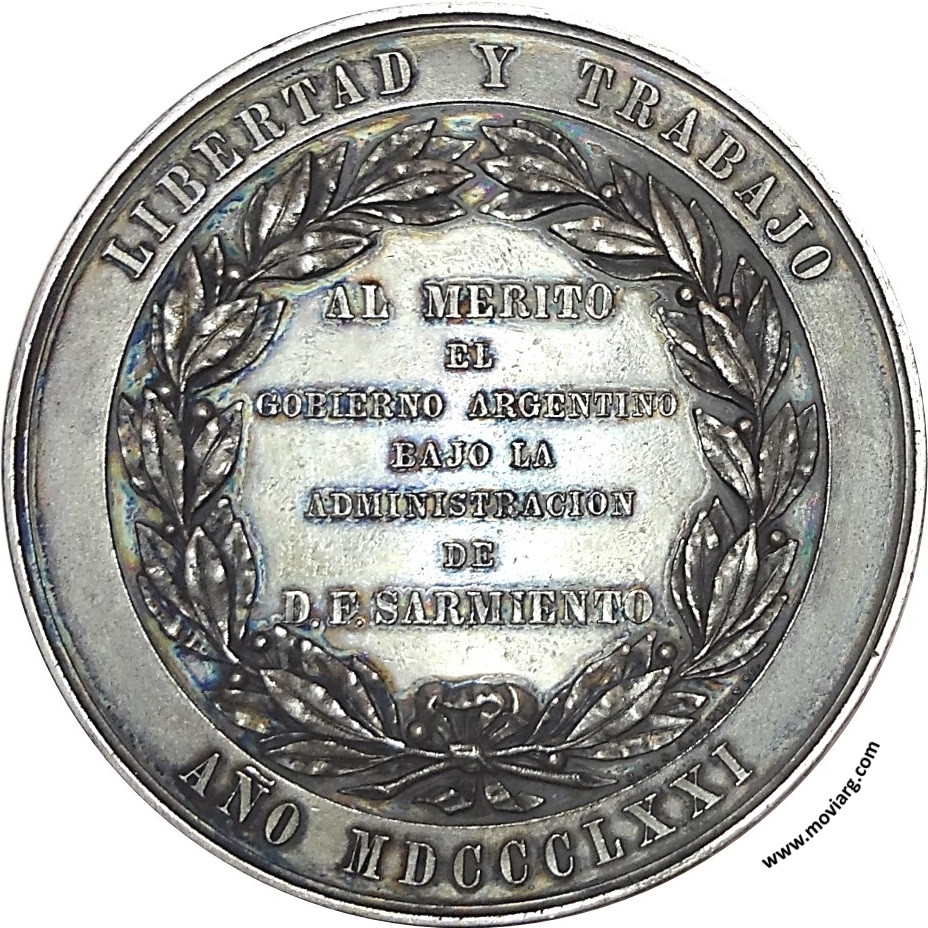 LIBERTAD Y TRABAJO
AL MERITO
EL
GOBIERNO ARGENTINO
BAJO LA
ADMINISTRACION
DE
D.F.SARMIENTO
AÑO MDCCCLXXI
www.moviarg.com